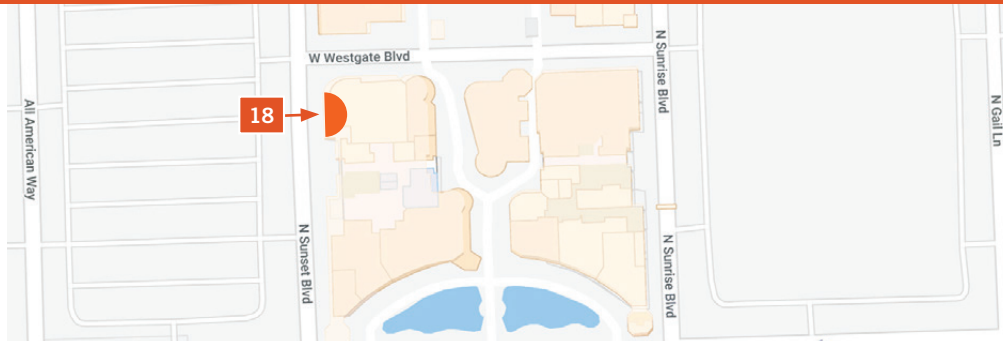 W Westgate Blvd
N Sunrise Blvd
All American Way
18
N Gail Ln
N Sunset Blvd
N Sunrise Blvd